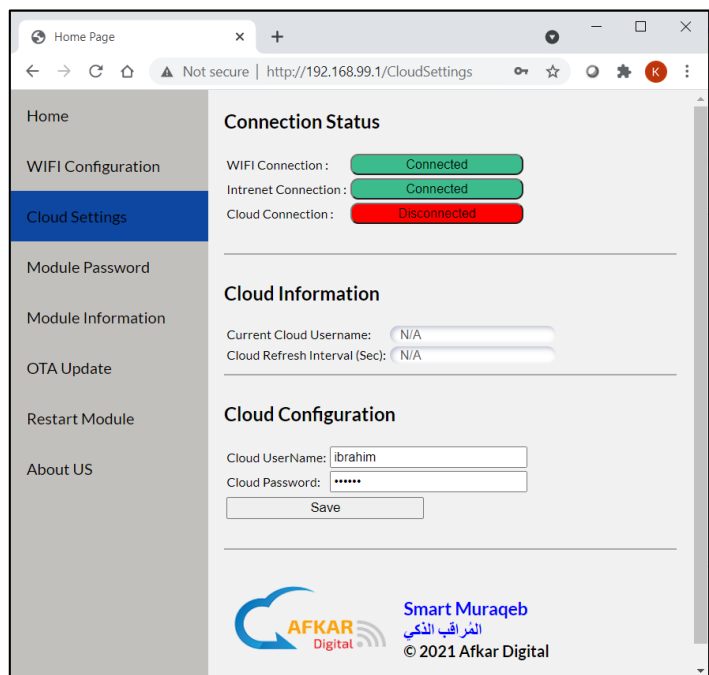 Home Page
Not secure | http://192.168.99.1/CloudSettings
K
Home
WIFI Configuration
Cloud Settings
Module Password
Module Information
OTA Update
Restart Module
About US
Connection Status
WIFI Connection : Connected
Intrenet Connection : Connected
Cloud Connection : Disconnected
Cloud Information
Current Cloud Username: N/A
Cloud Refresh Interval (Sec): N/A
Cloud Configuration
Cloud UserName: ibrahim
Cloud Password: ••••••
Save
AFKAR
Digital
Smart Muraqeb
المُراقب الذكي
© 2021 Afkar Digital